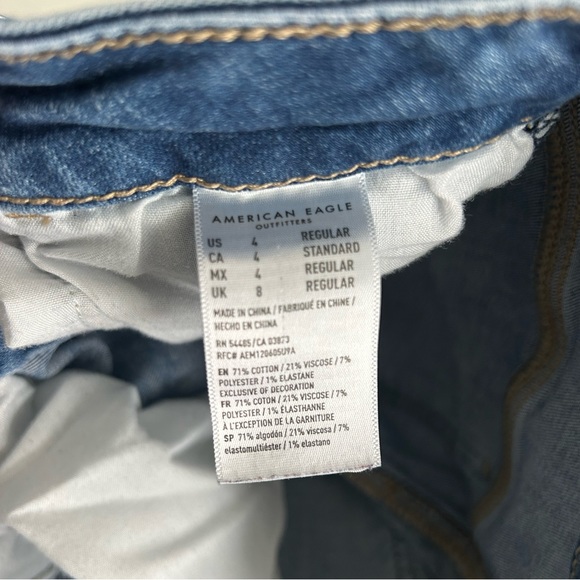 AMERICAN EAGLE
OUTFITTERS
US 4 REGULAR
CA 4 STANDARD
MX 4 REGULAR
UK 8 REGULAR
MADE IN CHINA / FABRIQUÉ EN CHINE /
HECHO EN CHINA
RN 54485/CA 03873
RFC# AEM120605U9A
EN 71% COTTON / 21% VISCOSE / 7%
POLYESTER / 1% ELASTANE
EXCLUSIVE OF DECORATION
FR 71% COTON / 21% VISCOSE / 7%
POLYESTER / 1% ÉLASTHANNE
À L'EXCEPTION DE LA GARNITURE
SP 71% algodón / 21% viscosa / 7%
elastomultiéster / 1% elastano